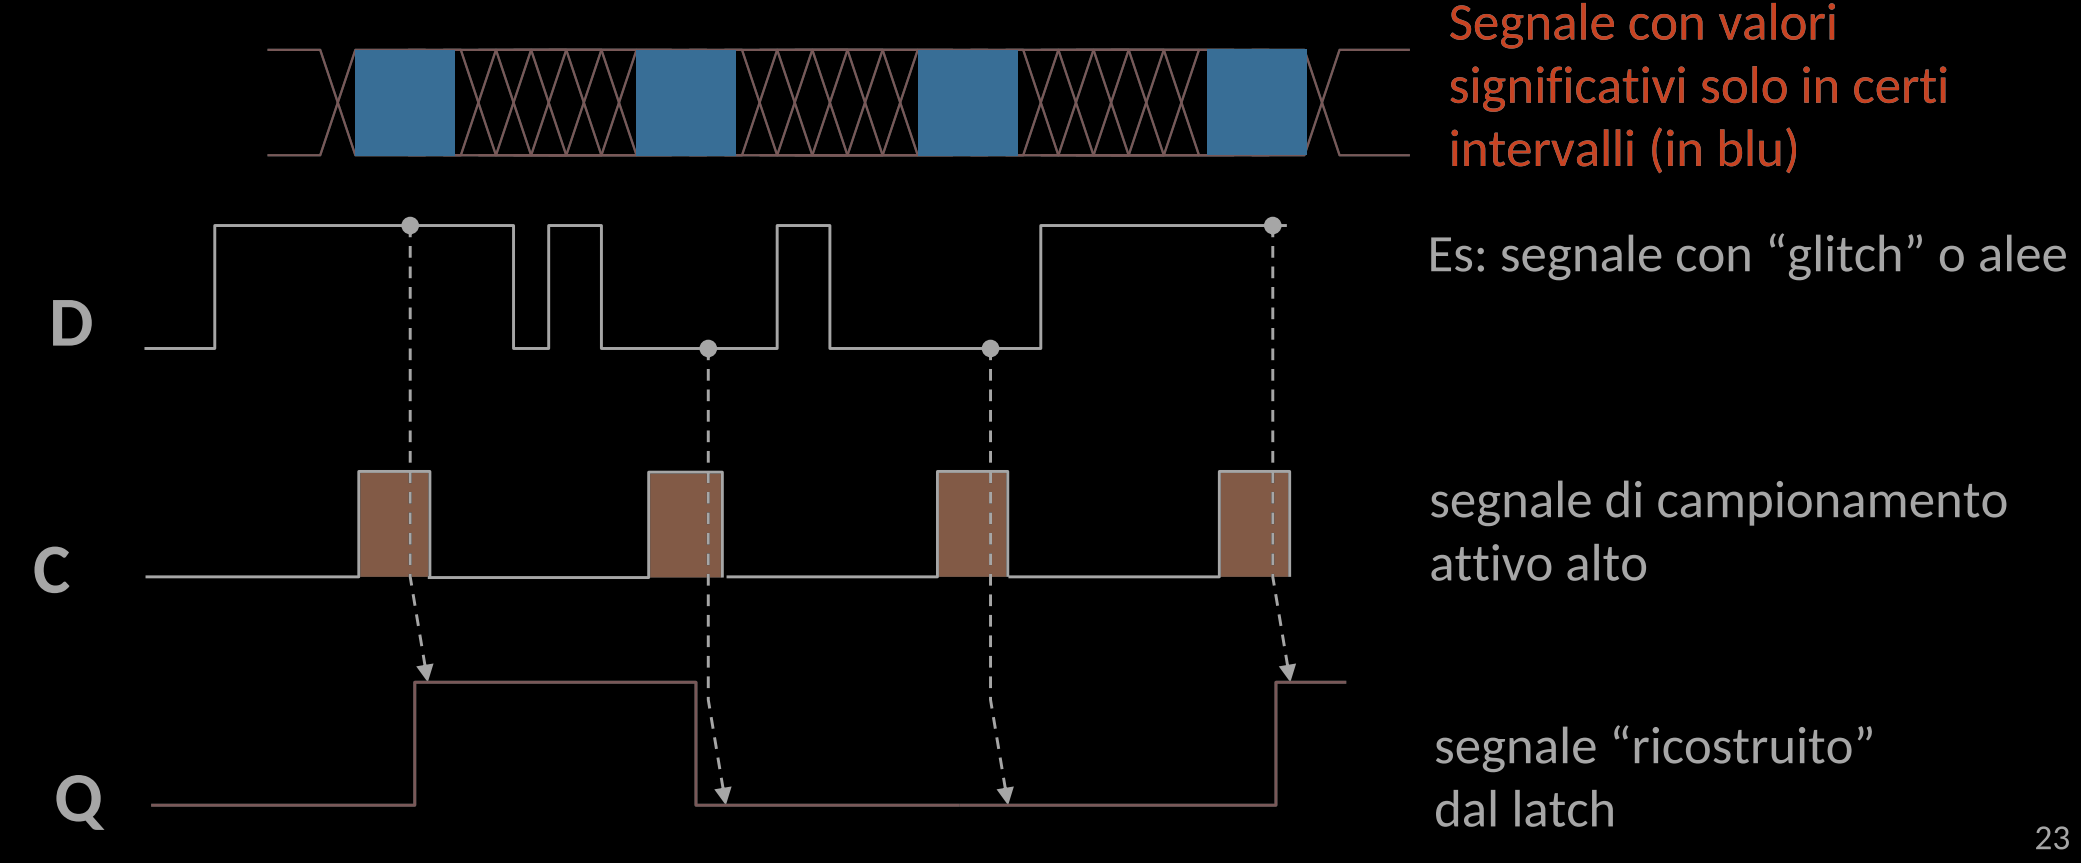 Segnale con valori
significativi solo in certi
intervalli (in blu)
Es: segnale con “glitch” o alee
D
segnale di campionamento
attivo alto
C
segnale “ricostruito”
dal latch
Q
23